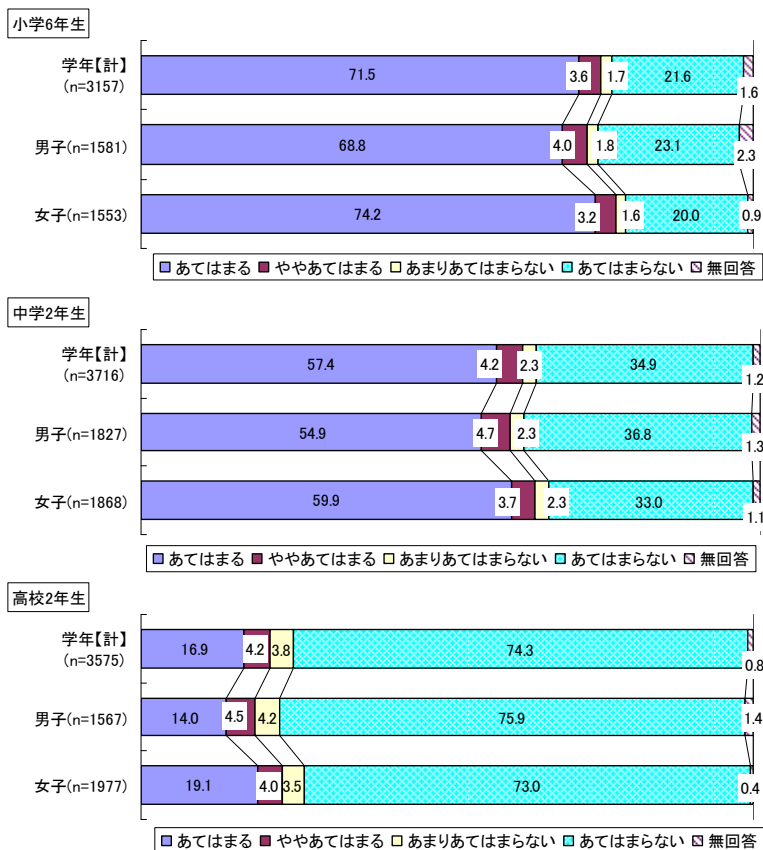 小学6年生
学年【計】
(n=3157)
71.5 3.6 1.7 21.6 1.6
男子(n=1581)
68.8 4.0 1.8 23.1 2.3
女子(n=1553)
74.2 3.2 1.6 20.0 0.9
あてはまる ややあてはまる あまりあてはまらない あてはまらない 無回答
中学2年生
学年【計】
(n=3716)
57.4 4.2 2.3 34.9 1.2
男子(n=1827)
54.9 4.7 2.3 36.8 1.3
女子(n=1868)
59.9 3.7 2.3 33.0 1.1
あてはまる ややあてはまる あまりあてはまらない あてはまらない 無回答
高校2年生
学年【計】
(n=3575)
16.9 4.2 3.8 74.3 0.8
男子(n=1567)
14.0 4.5 4.2 75.9 1.4
女子(n=1977)
19.1 4.0 3.5 73.0 0.4
あてはまる ややあてはまる あまりあてはまらない あてはまらない 無回答